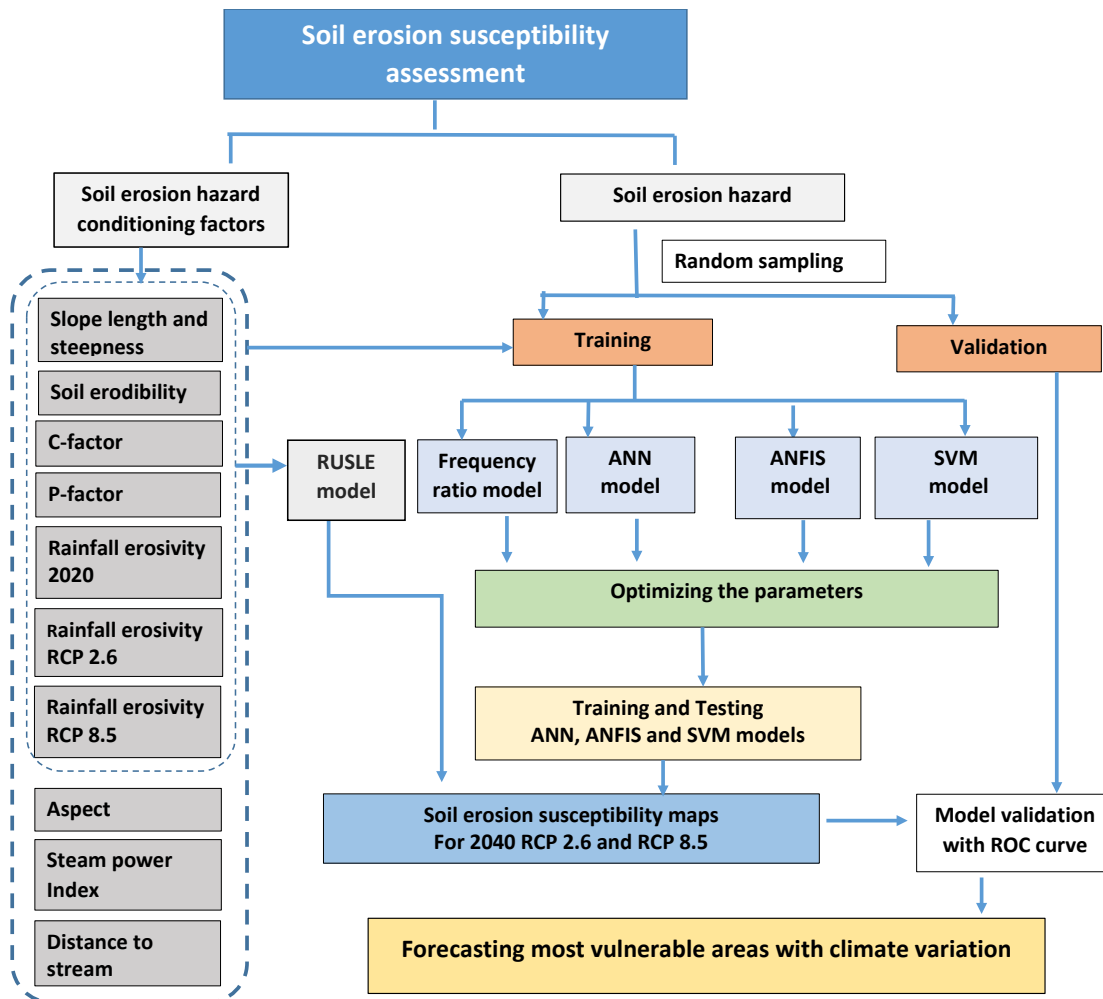 Soil erosion susceptibility
assessment
Soil erosion hazard
conditioning factors
Soil erosion hazard
Random sampling
Slope length and
steepness
Soil erodibility
C-factor
P-factor
Rainfall erosivity
2020
Rainfall erosivity
RCP 2.6
Rainfall erosivity
RCP 8.5
Aspect
Steam power
Index
Distance to
stream
Training
Validation
RUSLE
model
Frequency
ratio model
ANN
model
ANFIS
model
SVM
model
Optimizing the parameters
Training and Testing
ANN, ANFIS and SVM models
Soil erosion susceptibility maps
For 2040 RCP 2.6 and RCP 8.5
Model validation
with ROC curve
Forecasting most vulnerable areas with climate variation